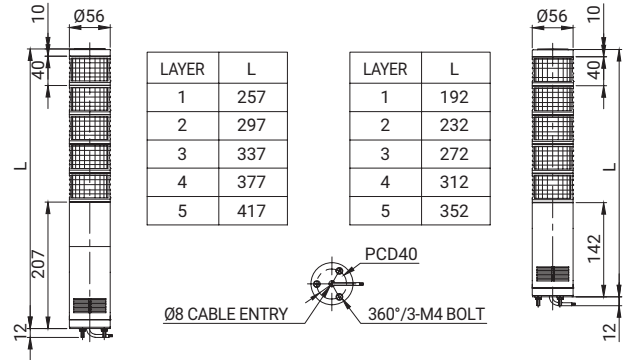 10
Ø56
40
L
207
12
LAYER L
1 257
2 297
3 337
4 377
5 417
LAYER L
1 192
2 232
3 272
4 312
5 352
Ø56
10
40
L
142
12
PCD40
Ø8 CABLE ENTRY
360°/3-M4 BOLT